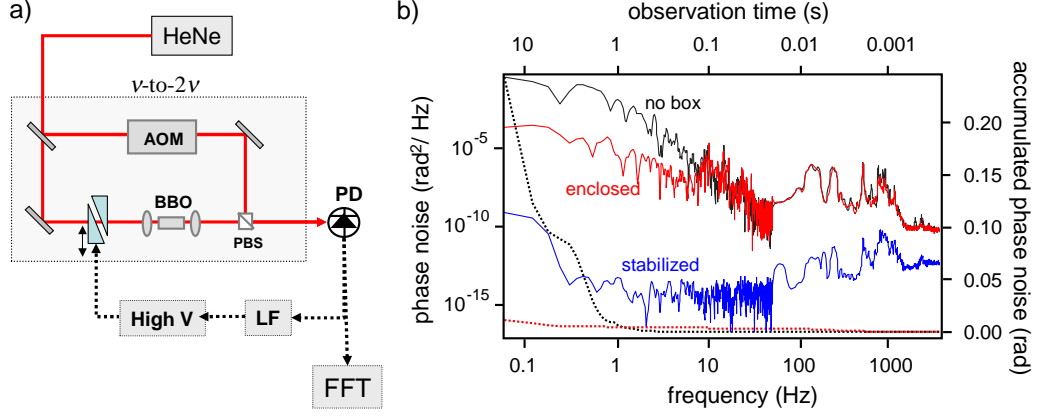 a)
HeNe
ν-to-2ν
AOM
BBO
PBS
PD
High V
LF
FFT
b)
observation time (s)
10 1 0.1 0.01 0.001
phase noise (rad²/ Hz)
10⁻⁵
10⁻¹⁰
10⁻¹⁵
no box
enclosed
stabilized
0.20
0.15
0.10
0.05
0.00
accumulated phase noise (rad)
0.1 1 10 100 1000
frequency (Hz)